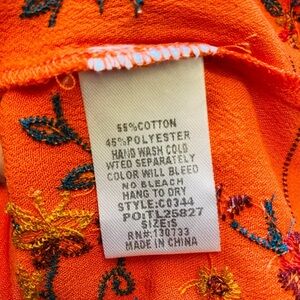 55%COTTON
45%POLYESTER
HAND WASH COLD
WTED SEPARATELY
COLOR WILL BLEED
NO BLEACH
HANG TO DRY
STYLE:C0344
PO:TL25827
SIZE:S
RN#:130733
MADE IN CHINA